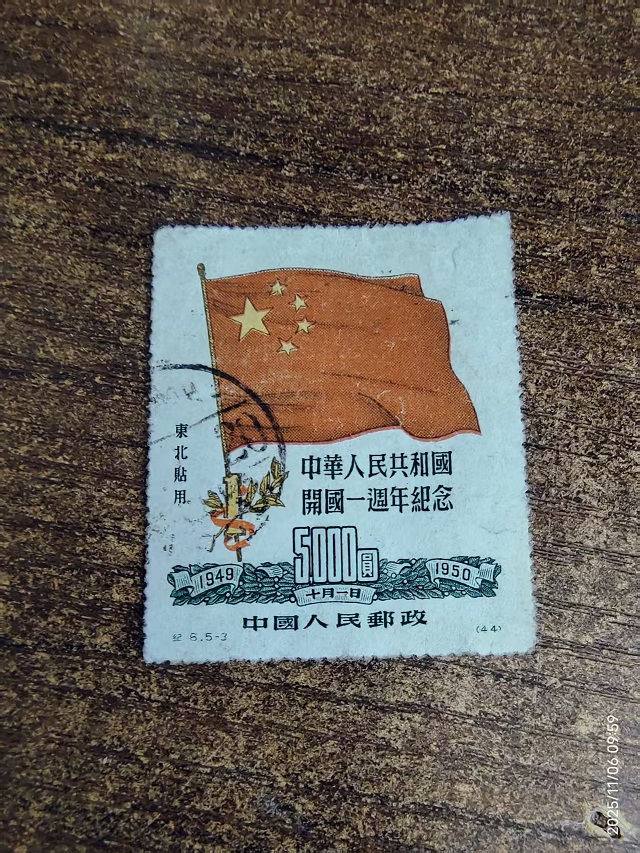 東北貼用
中華人民共和國
開國一週年紀念
5,000圓
1949
1950
十月一日
中國人民郵政
紀 6.5-3
(44)
2025/11/06 09:59